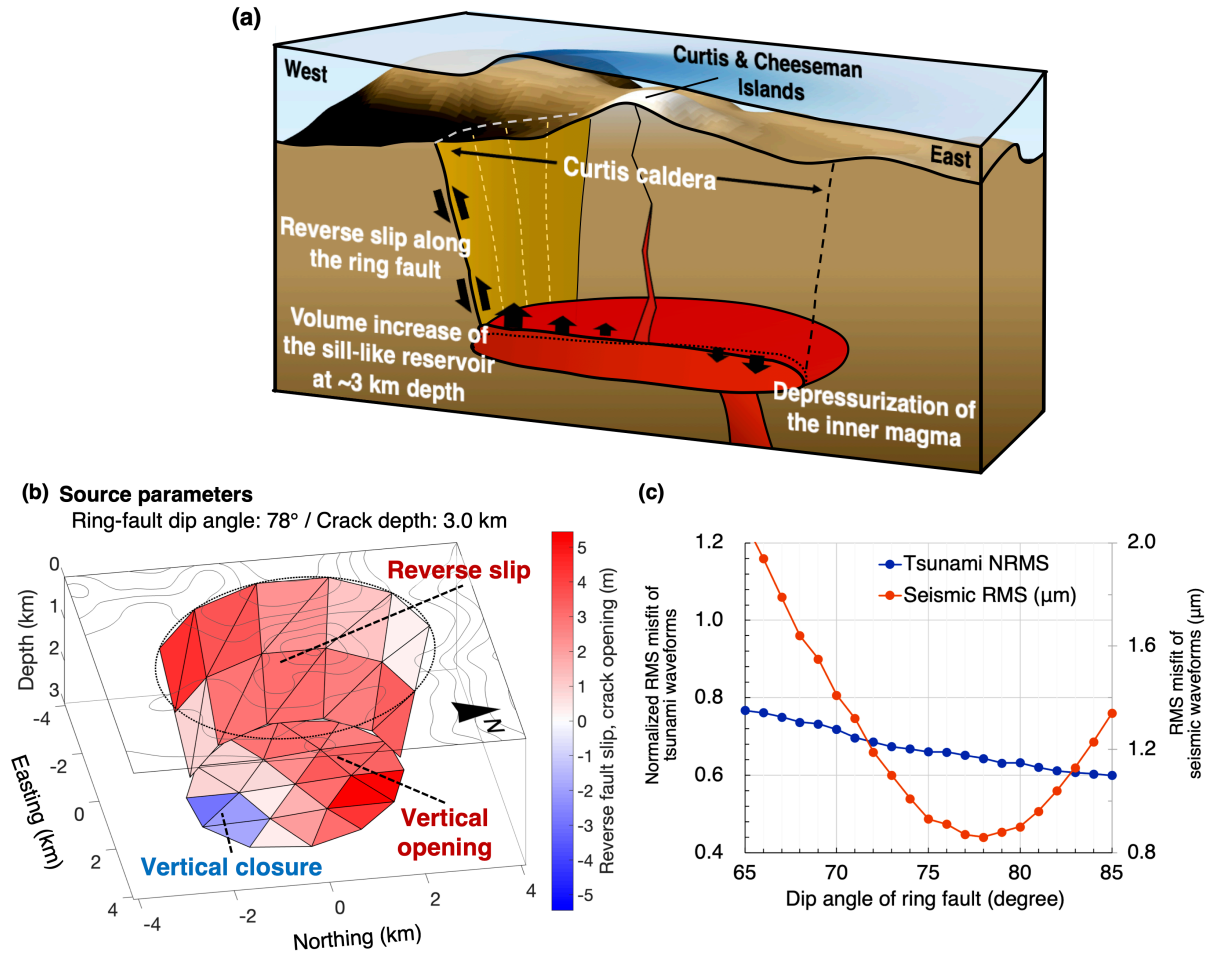 (a)
West
Curtis & Cheeseman
Islands
East
Curtis caldera
Reverse slip along
the ring fault
Volume increase of
the sill-like reservoir
at ~3 km depth
Depressurization of
the inner magma
(b) Source parameters
Ring-fault dip angle: 78° / Crack depth: 3.0 km
Reverse slip
Vertical
opening
Vertical closure
N
Depth (km)
0
1
2
3
Easting (km)
-4
-2
0
2
4
Northing (km)
-4
-2
0
2
4
Reverse fault slip, crack opening (m)
5
4
3
2
1
0
-1
-2
-3
-4
-5
(c)
Tsunami NRMS
Seismic RMS (μm)
Normalized RMS misfit of
tsunami waveforms
1.2
1.0
0.8
0.6
0.4
RMS misfit of
seismic waveforms (μm)
2.0
1.6
1.2
0.8
65
70
75
80
85
Dip angle of ring fault (degree)